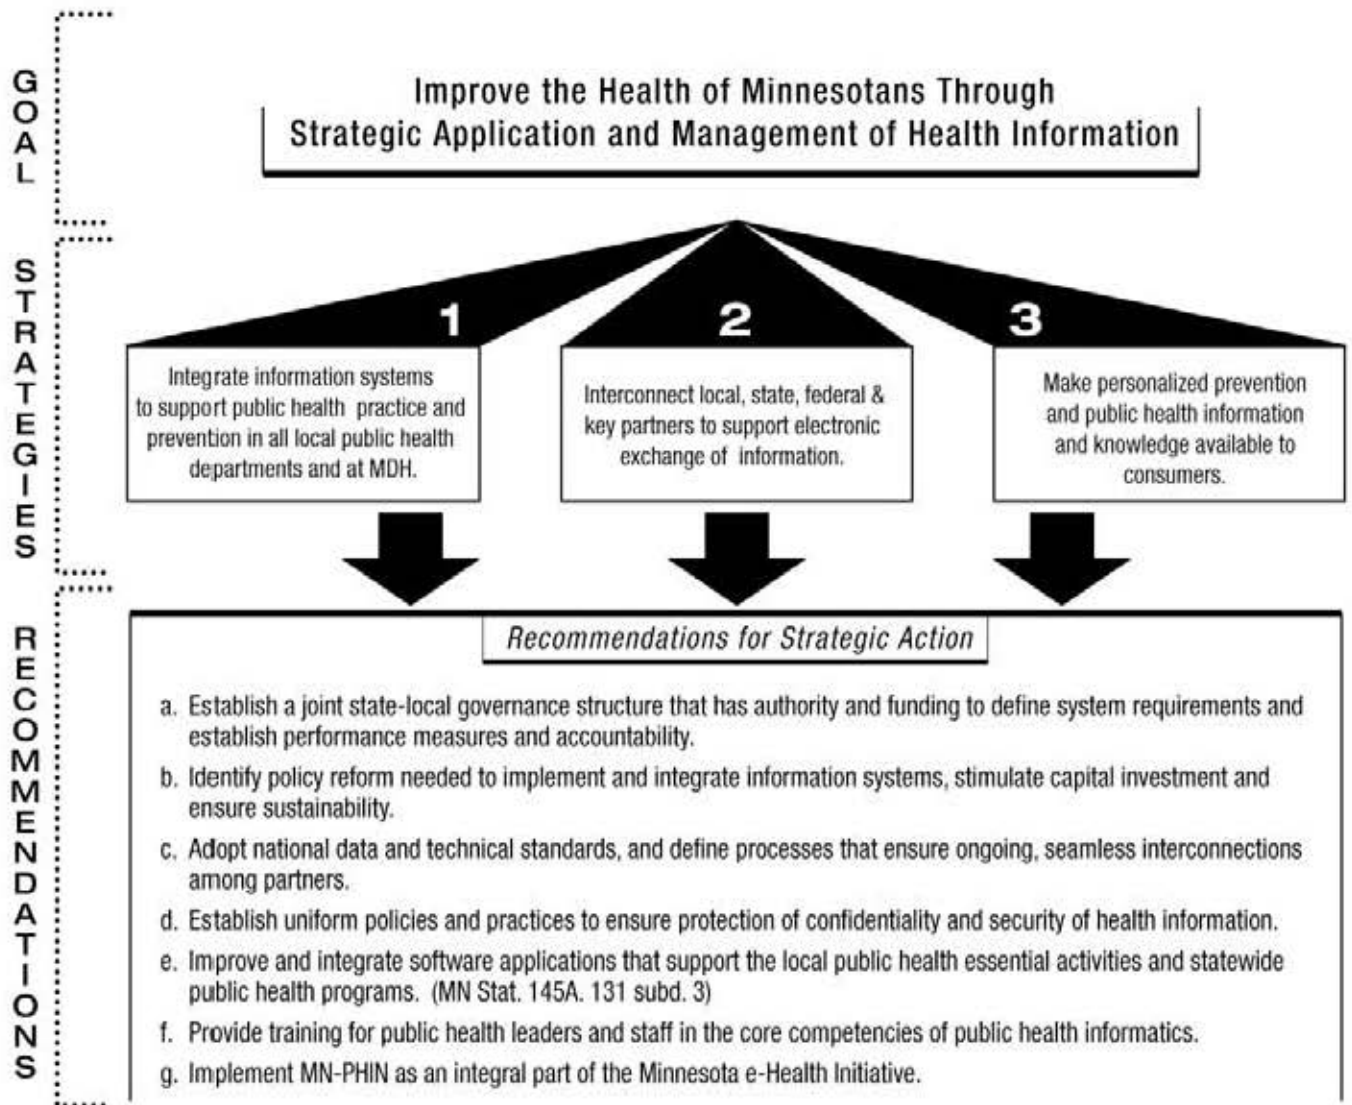 GOAL
Improve the Health of Minnesotans Through
Strategic Application and Management of Health Information
STRATEGIES
1
Integrate information systems
to support public health practice and
prevention in all local public health
departments and at MDH.
2
Interconnect local, state, federal &
key partners to support electronic
exchange of information.
3
Make personalized prevention
and public health information
and knowledge available to
consumers.
RECOMMENDATIONS
Recommendations for Strategic Action
a. Establish a joint state-local governance structure that has authority and funding to define system requirements and
establish performance measures and accountability.
b. Identify policy reform needed to implement and integrate information systems, stimulate capital investment and
ensure sustainability.
c. Adopt national data and technical standards, and define processes that ensure ongoing, seamless interconnections
among partners.
d. Establish uniform policies and practices to ensure protection of confidentiality and security of health information.
e. Improve and integrate software applications that support the local public health essential activities and statewide
public health programs. (MN Stat. 145A. 131 subd. 3)
f. Provide training for public health leaders and staff in the core competencies of public health informatics.
g. Implement MN-PHIN as an integral part of the Minnesota e-Health Initiative.